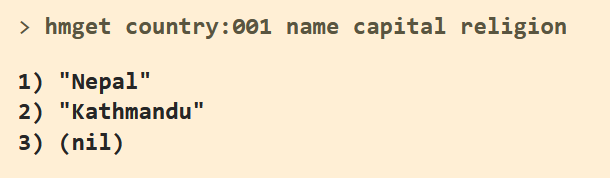 > hmget country:001 name capital religion
1) "Nepal"
2) "Kathmandu"
3) (nil)